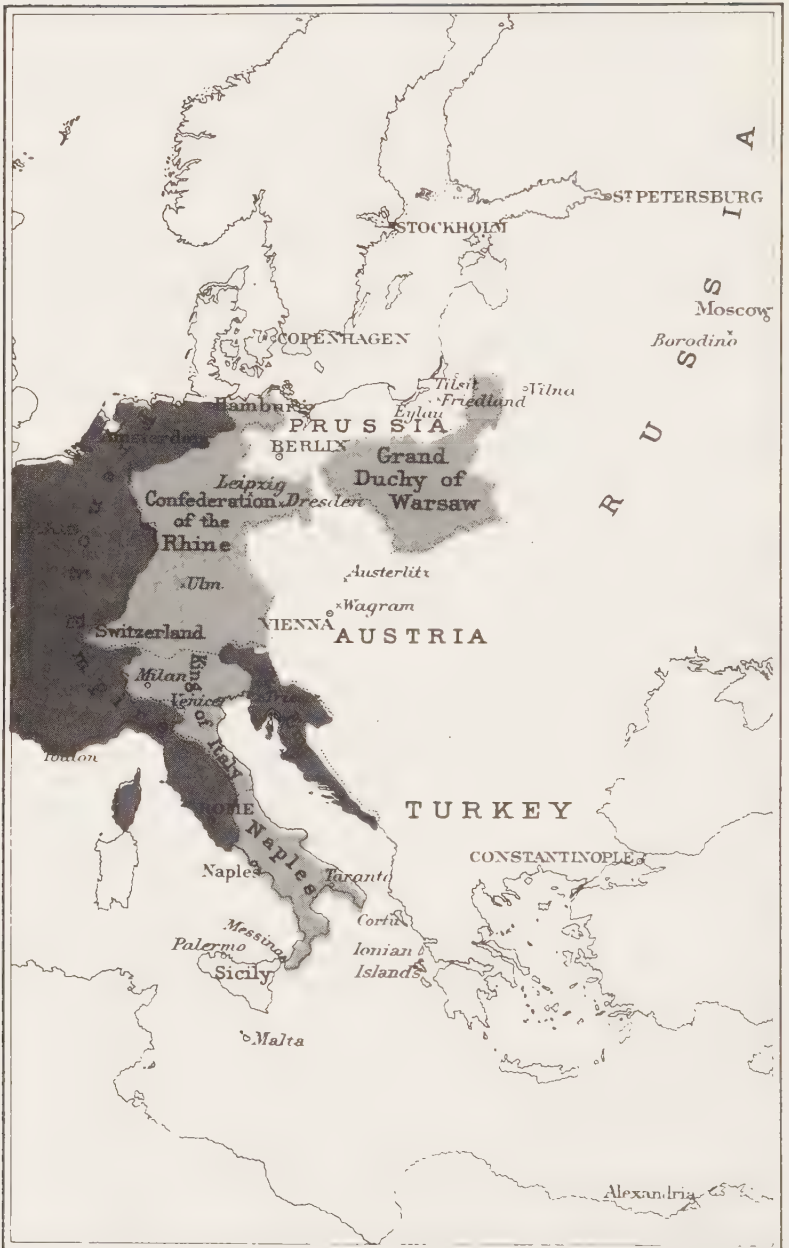 ST PETERSBURG
STOCKHOLM
RUSSIA
Moscow
Borodino
COPENHAGEN
Tilsit
Vilna
Friedland
Eylau
Hamburg
PRUSSIA
Amsterdam
BERLIN
Grand
Duchy of
Warsaw
Leipzig
Dresden
Confederation
of the
Rhine
Ulm
Austerlitz
Wagram
VIENNA
AUSTRIA
Switzerland
Milan
Venice
King. of Italy
Toulon
ROME
Naples
TURKEY
CONSTANTINOPLE
Naples
Taranto
Corfu
Ionian
Islands
Messina
Palermo
Sicily
Malta
Alexandria